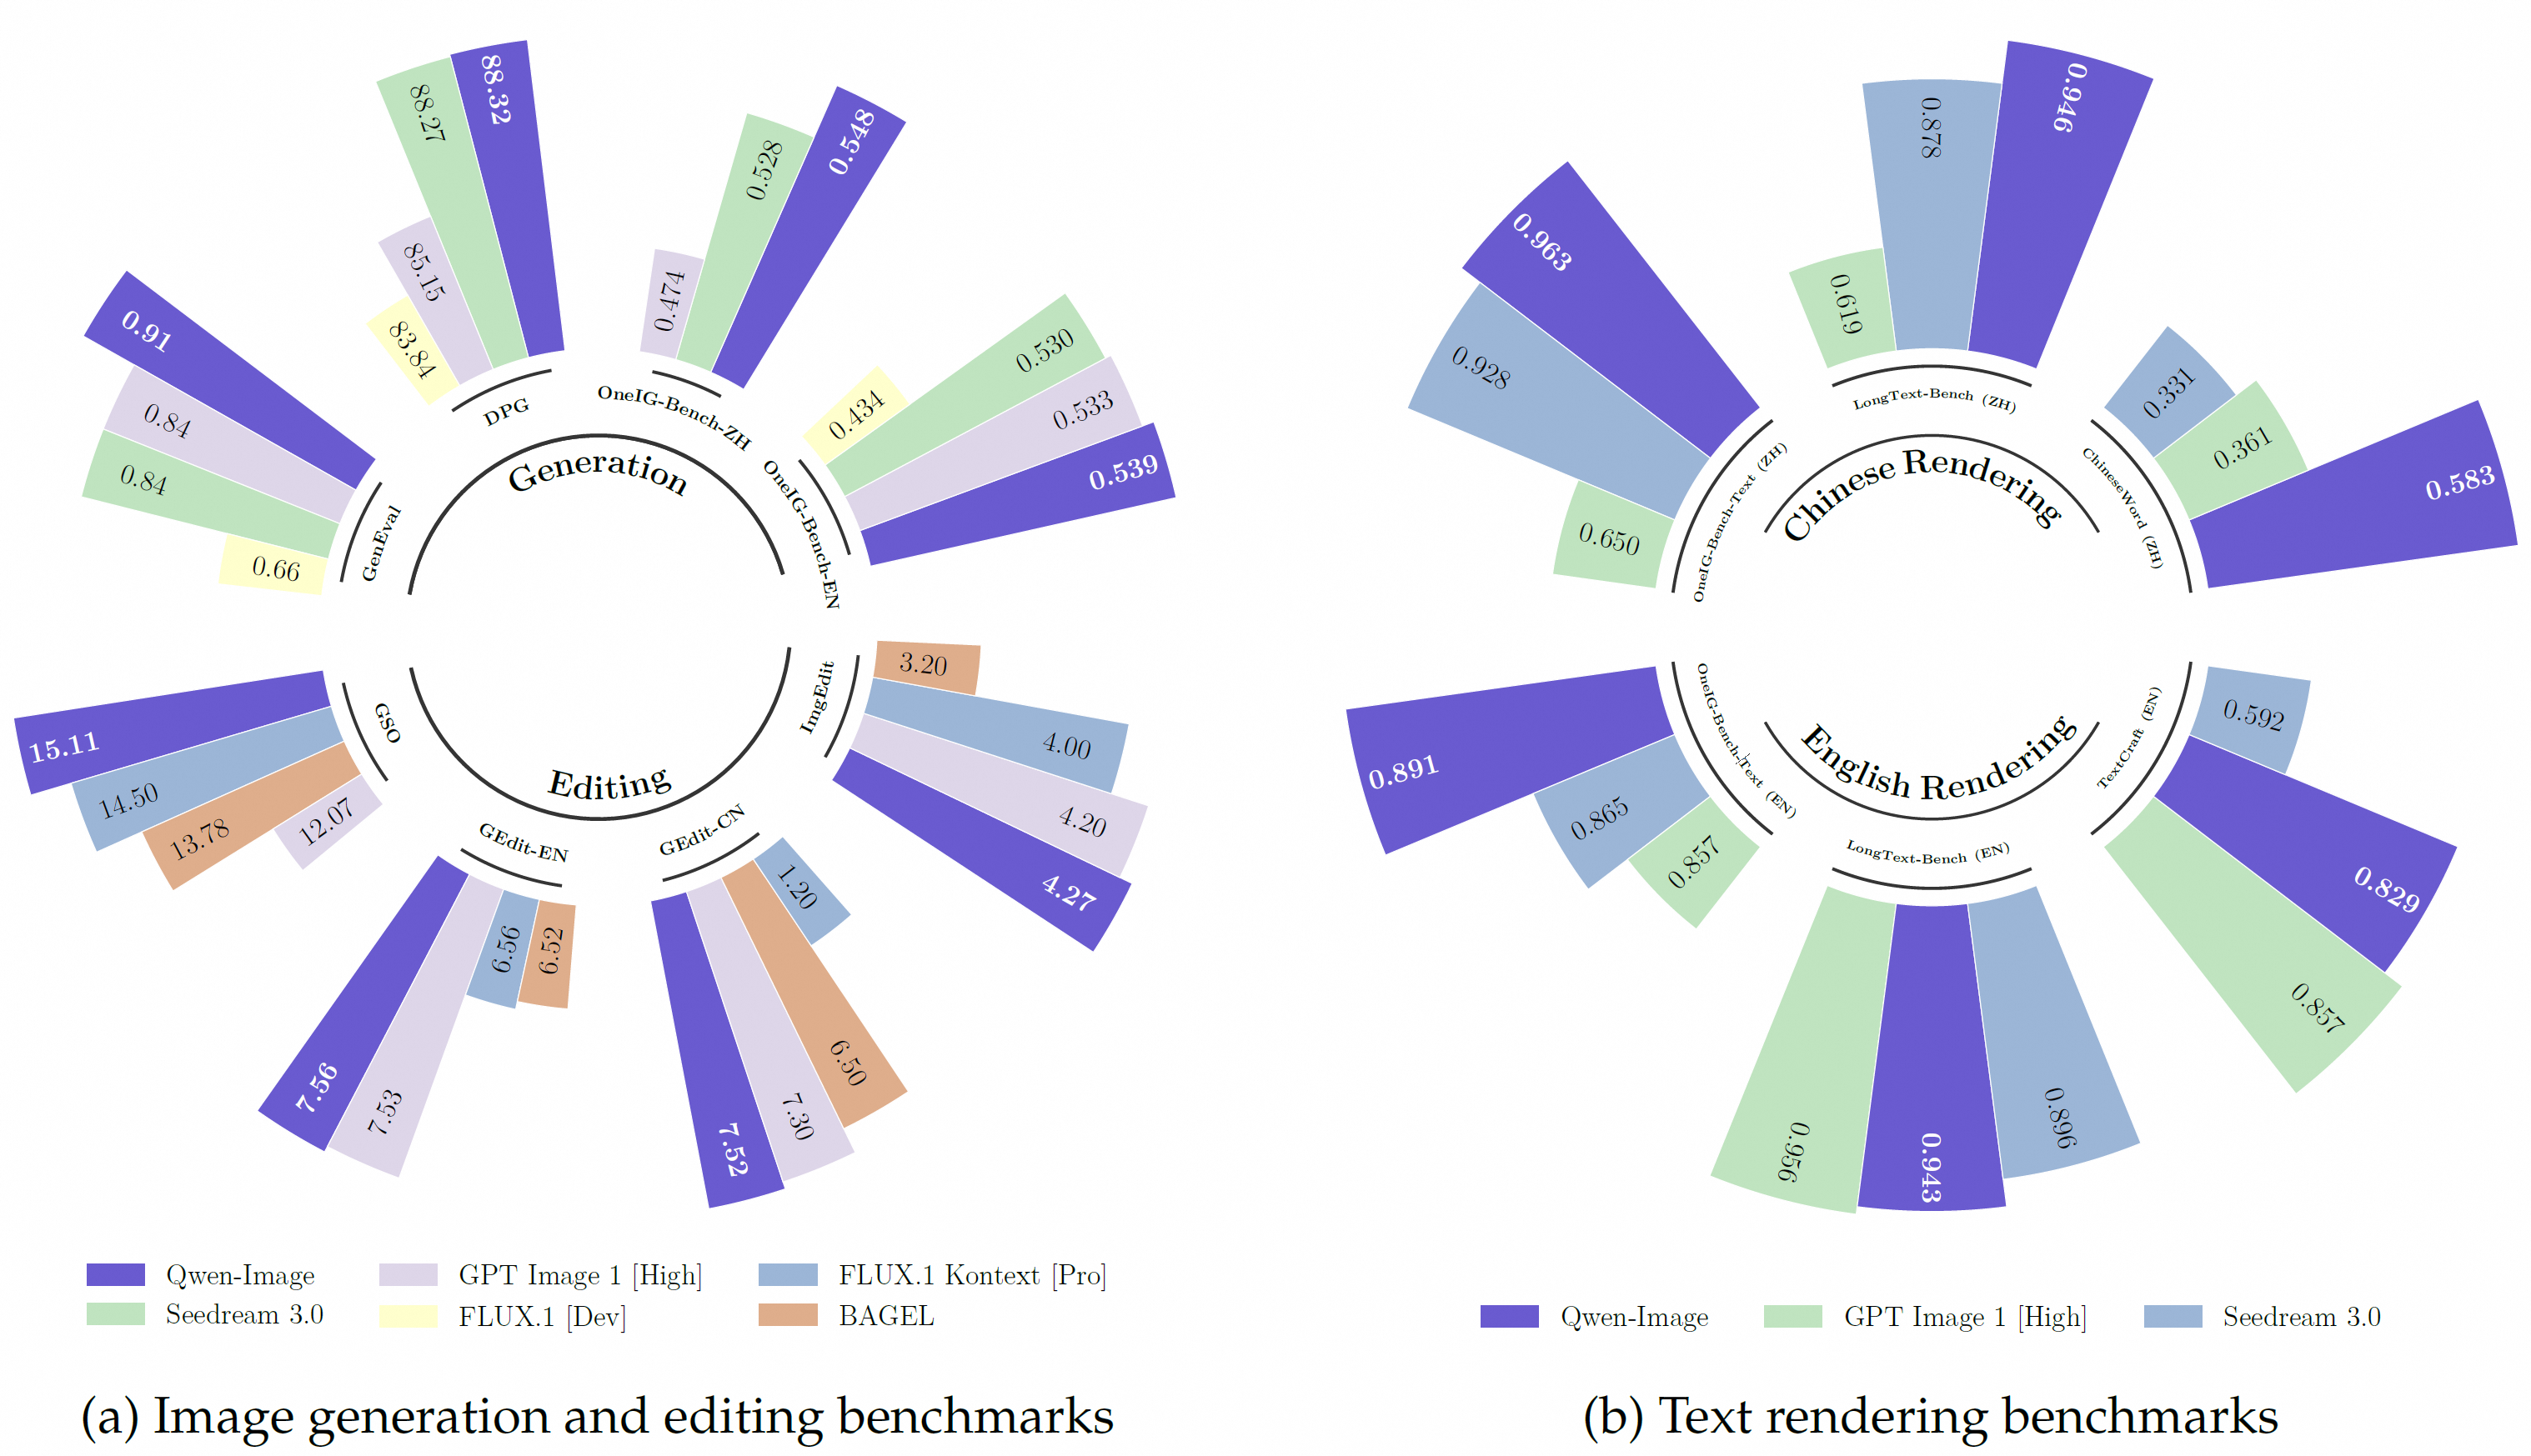 88.32
88.27
85.15
83.84
DPG
0.548
0.528
0.474
OneIG-Bench-ZH
0.91
0.84
0.84
0.66
GenEval
0.434
0.530
0.533
0.539
OneIG-Bench-EN
Generation
15.11
14.50
13.78
12.07
GSO
3.20
4.00
4.20
4.27
ImgEdit
Editing
GEdit-EN
7.56
7.53
6.56
6.52
GEdit-CN
7.52
7.30
6.50
1.20
Qwen-Image
GPT Image 1 [High]
FLUX.1 Kontext [Pro]
Seedream 3.0
FLUX.1 [Dev]
BAGEL
(a) Image generation and editing benchmarks
0.946
0.878
0.619
LongText-Bench (ZH)
0.963
0.928
0.650
OneIG-Bench-Text (ZH)
0.331
0.361
0.583
ChineseWord (ZH)
Chinese Rendering
0.891
0.865
0.857
OneIG-Bench-Text (EN)
English Rendering
0.592
0.829
0.857
TextCraft (EN)
LongText-Bench (EN)
0.956
0.943
0.896
Qwen-Image
GPT Image 1 [High]
Seedream 3.0
(b) Text rendering benchmarks